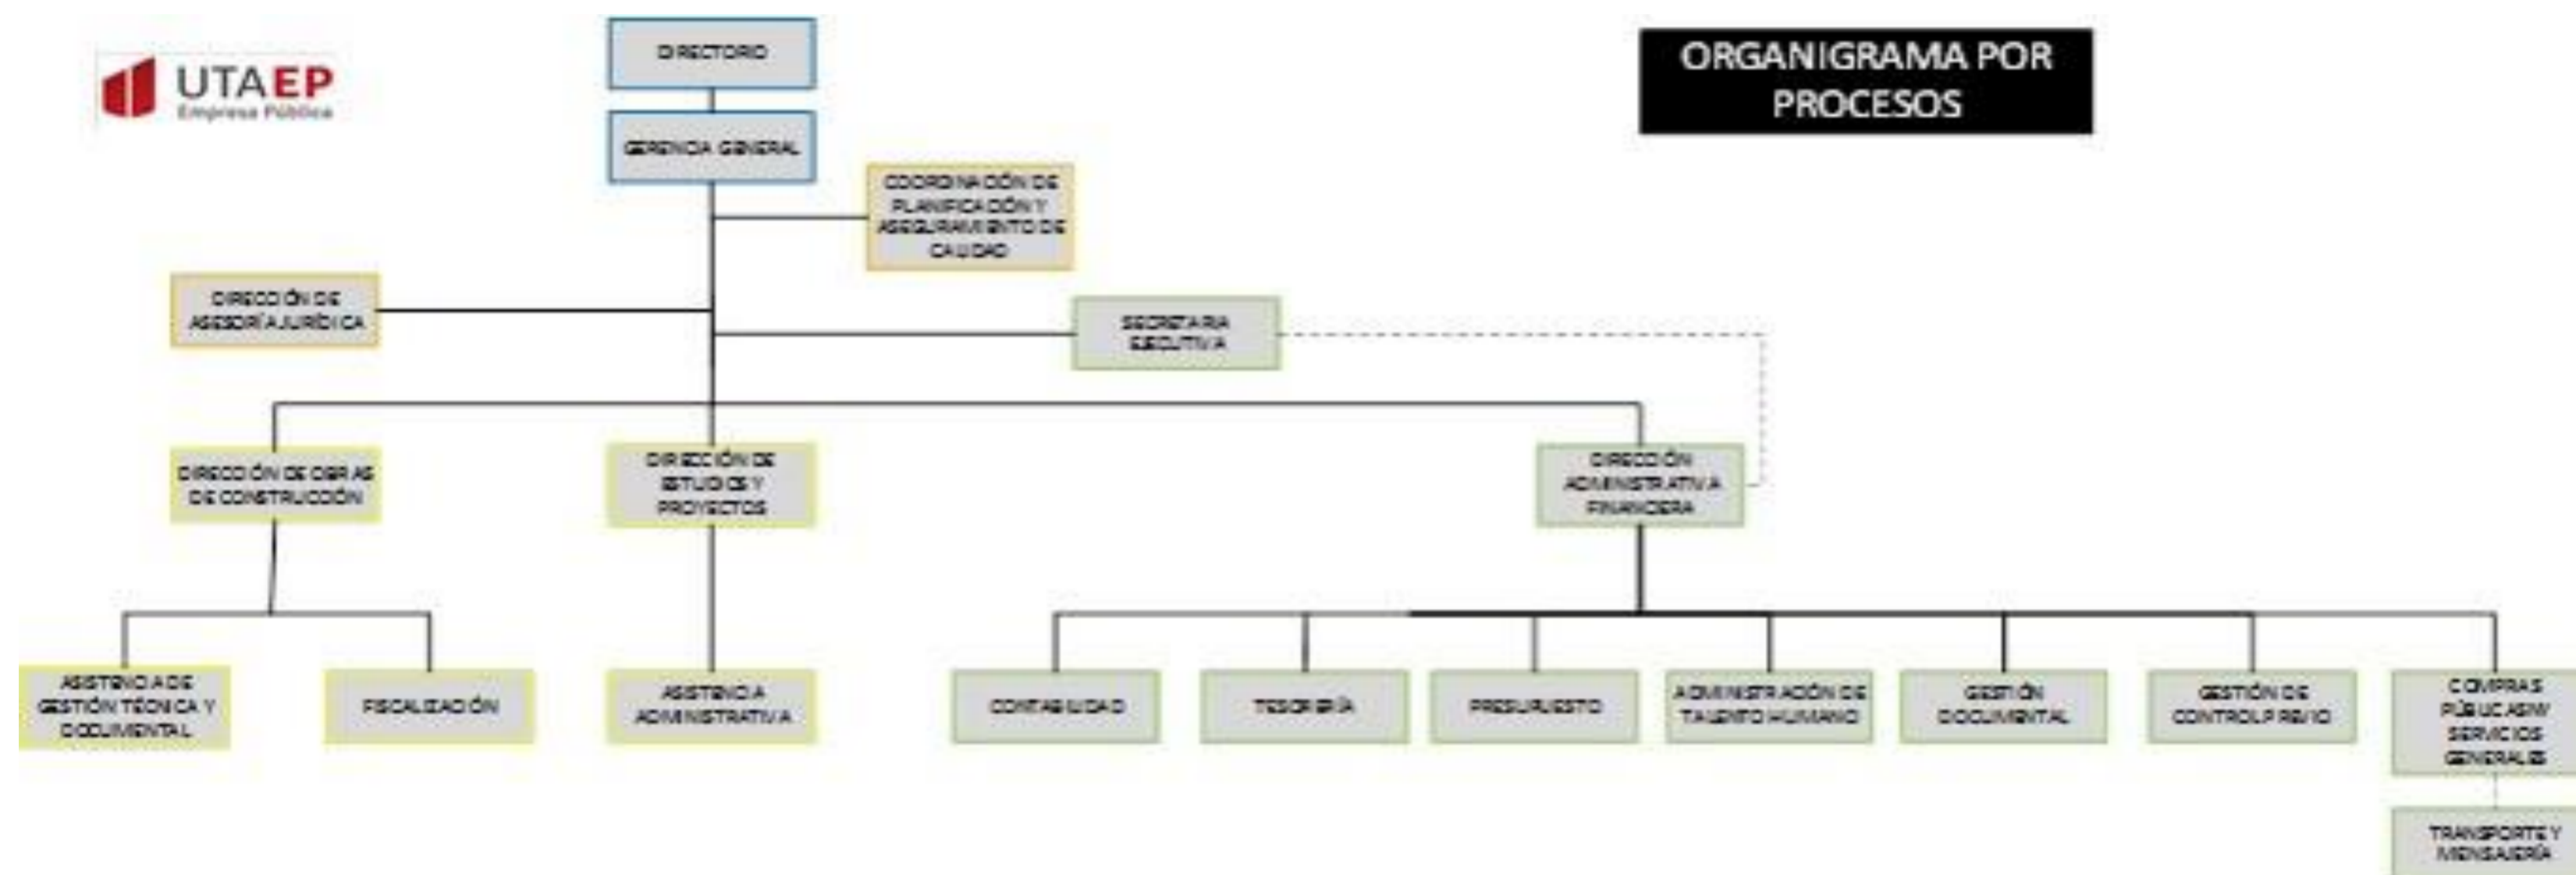 UTAEP
Empresa Pública
DIRECTORIO
ORGANIGRAMA POR
PROCESOS
GERENCIA GENERAL
COORDINACIÓN DE
PLANIFICACIÓN Y
ASEGURAMIENTO DE
CALIDAD
DIRECCIÓN DE
ASESORÍA JURÍDICA
SECRETARIA
EJECUTIVA
DIRECCIÓN DE OBRAS
DE CONSTRUCCIÓN
DIRECCIÓN DE
ESTUDIOS Y
PROYECTOS
DIRECCIÓN
ADMINISTRATIVA
FINANCIERA
ASISTENCIA DE
GESTIÓN TÉCNICA Y
DOCUMENTAL
FISCALIZACIÓN
ASISTENCIA
ADMINISTRATIVA
CONTABILIDAD
TESORERÍA
PRESUPUESTO
ADMINISTRACIÓN DE
TALENTO HUMANO
GESTIÓN
DOCUMENTAL
GESTIÓN DE
CONTROL PREVIO
COMPRAS
PÚBLICAS Y/
SERVICIOS
GENERALES
TRANSPORTE Y
MENSAJERÍA